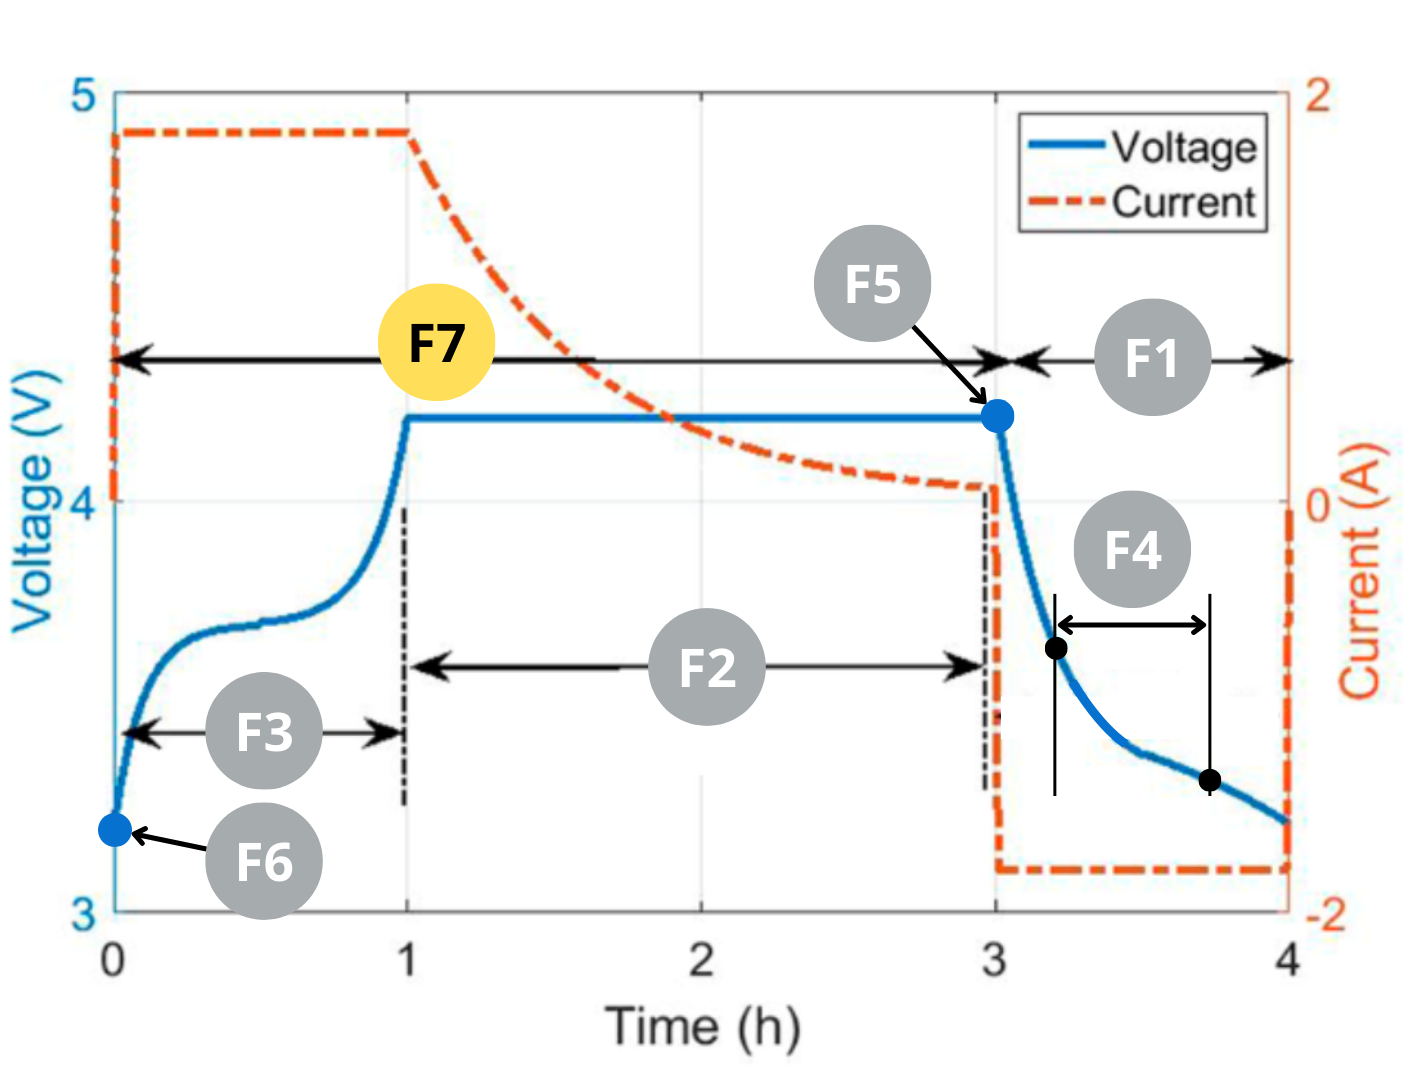 5
2
Voltage
Current
F5
F7
F1
Voltage (V)
4
0
Current (A)
F4
F2
F3
F6
3
-2
0
1
2
3
4
Time (h)